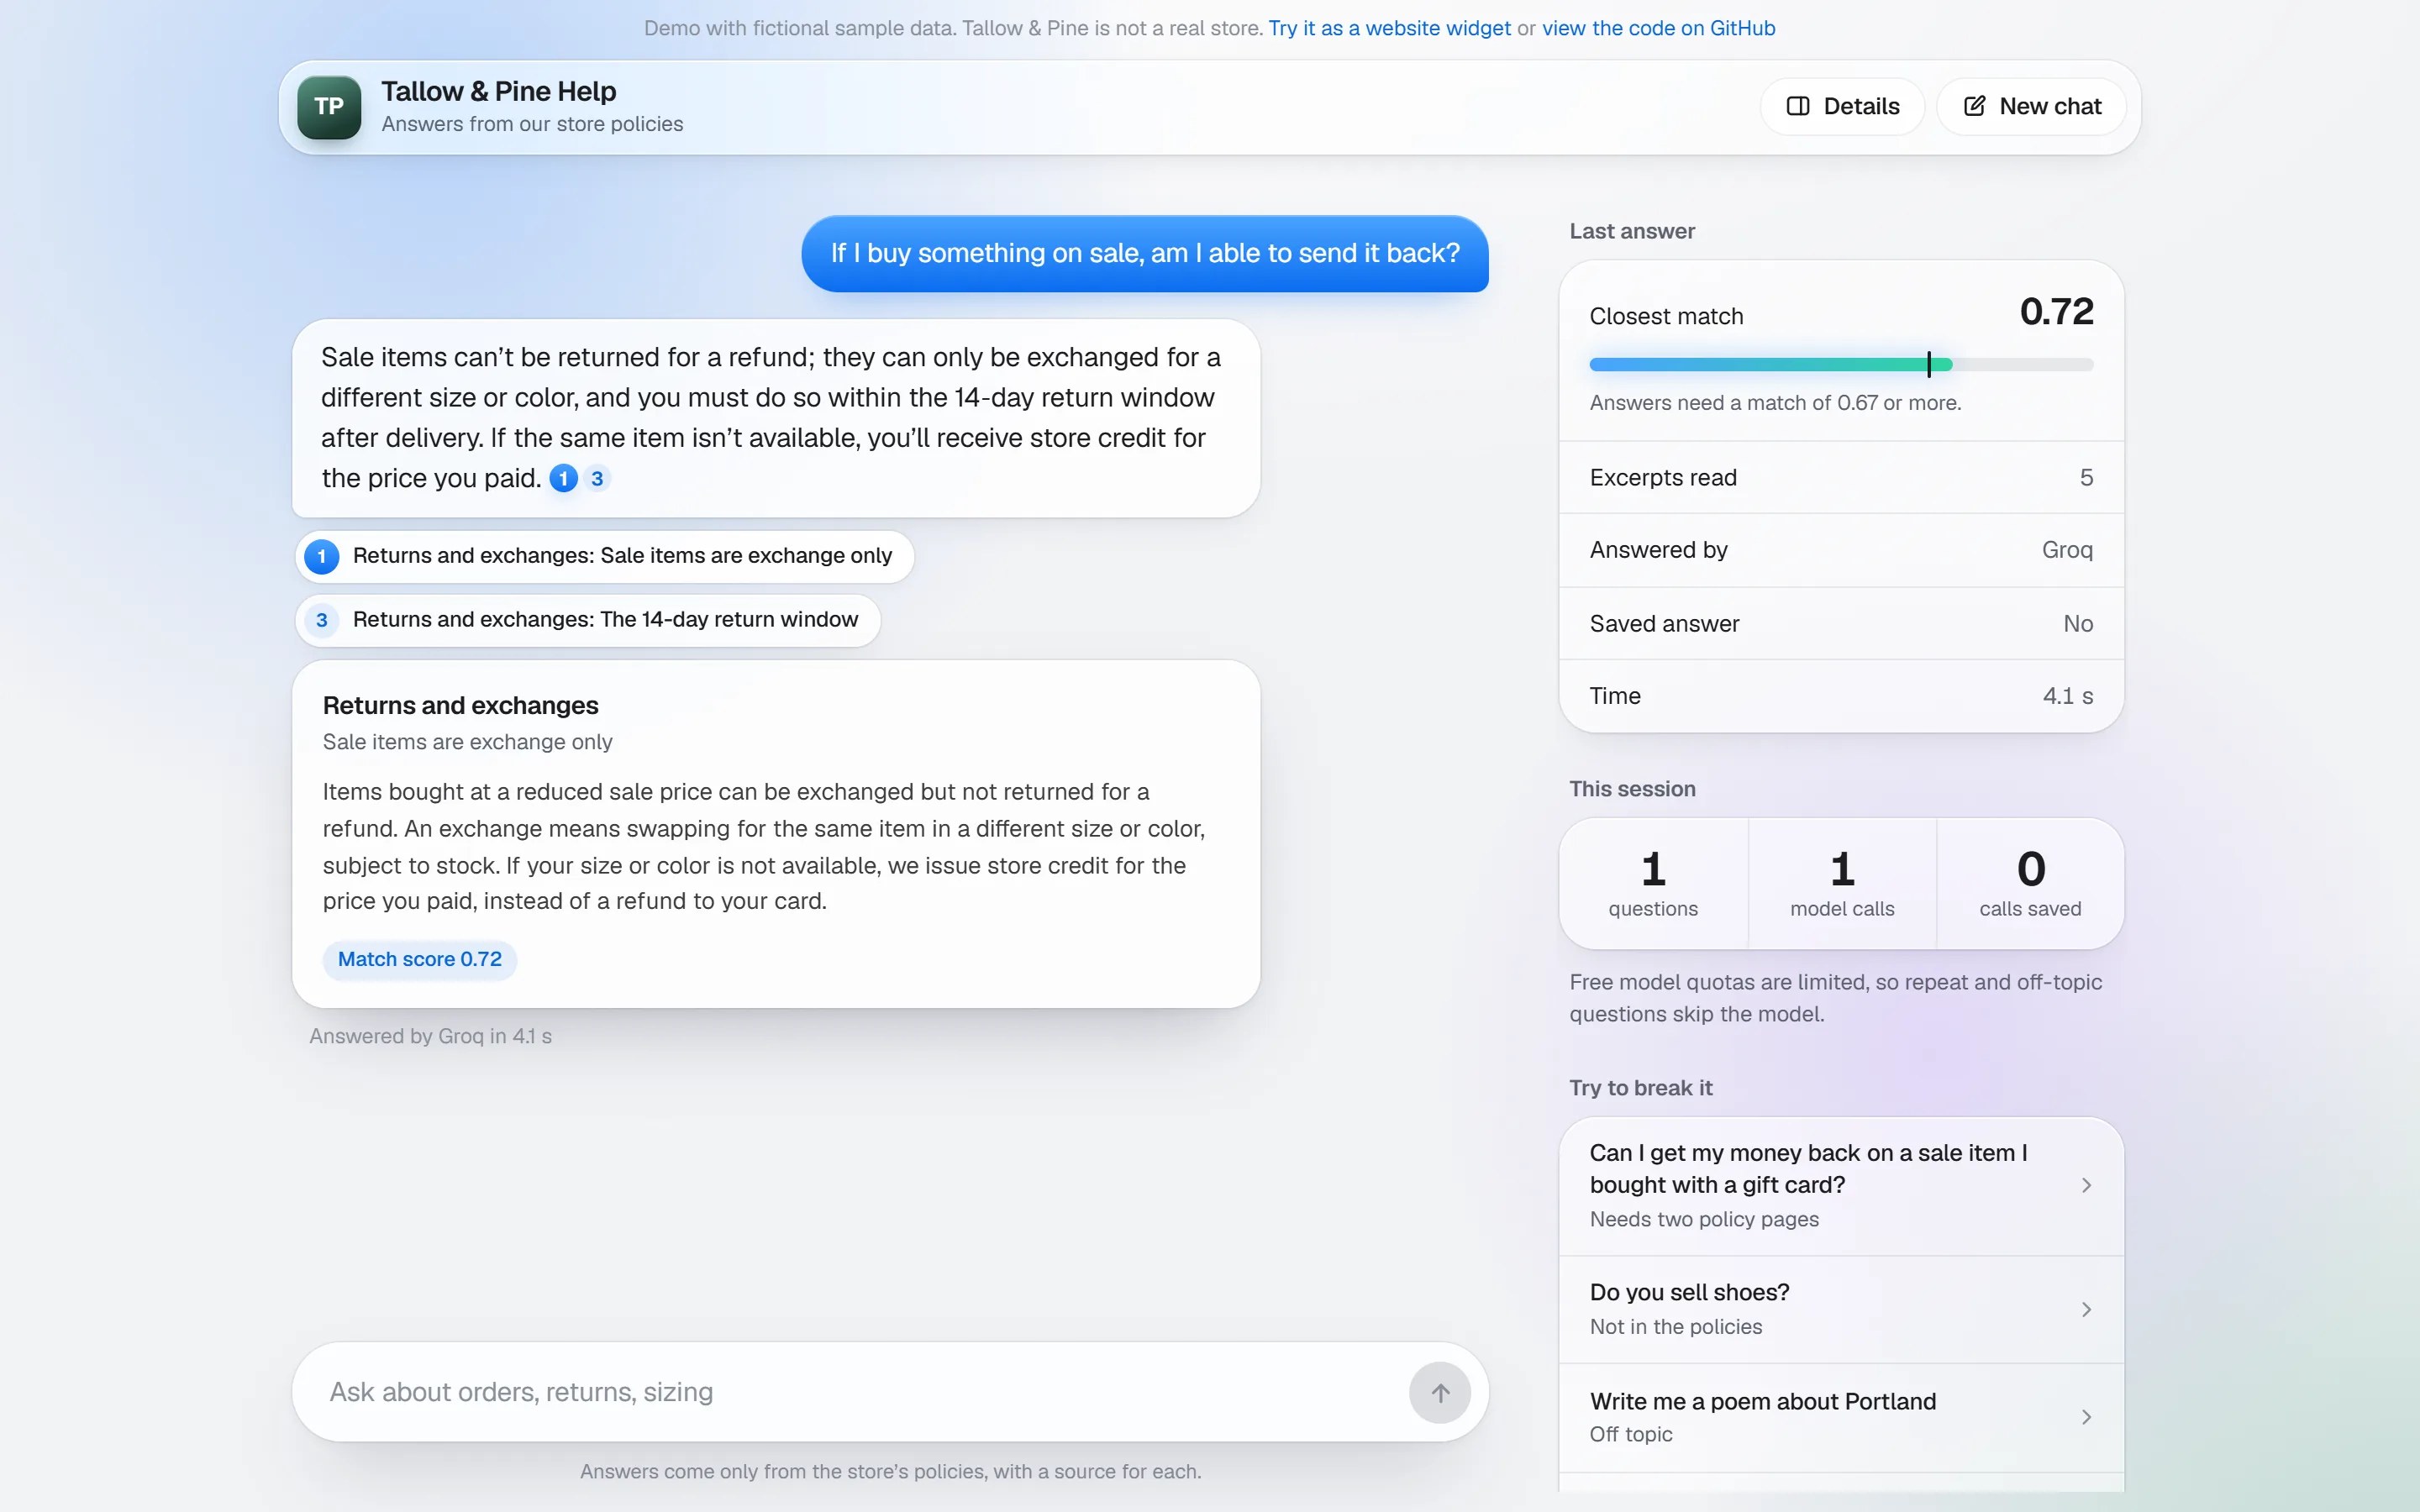 Demo with fictional sample data. Tallow & Pine is not a real store. Try it as a website widget or view the code on GitHub
TP
Tallow & Pine Help
Answers from our store policies
Details
New chat
If I buy something on sale, am I able to send it back?
Sale items can’t be returned for a refund; they can only be exchanged for a
different size or color, and you must do so within the 14-day return window
after delivery. If the same item isn’t available, you’ll receive store credit for
the price you paid. 1 3
1 Returns and exchanges: Sale items are exchange only
3 Returns and exchanges: The 14-day return window
Returns and exchanges
Sale items are exchange only
Items bought at a reduced sale price can be exchanged but not returned for a
refund. An exchange means swapping for the same item in a different size or color,
subject to stock. If your size or color is not available, we issue store credit for the
price you paid, instead of a refund to your card.
Match score 0.72
Answered by Groq in 4.1 s
Ask about orders, returns, sizing
Answers come only from the store’s policies, with a source for each.
Last answer
Closest match 0.72
Answers need a match of 0.67 or more.
Excerpts read 5
Answered by Groq
Saved answer No
Time 4.1 s
This session
1 1 0
questions model calls calls saved
Free model quotas are limited, so repeat and off-topic
questions skip the model.
Try to break it
Can I get my money back on a sale item I
bought with a gift card?
Needs two policy pages
Do you sell shoes?
Not in the policies
Write me a poem about Portland
Off topic